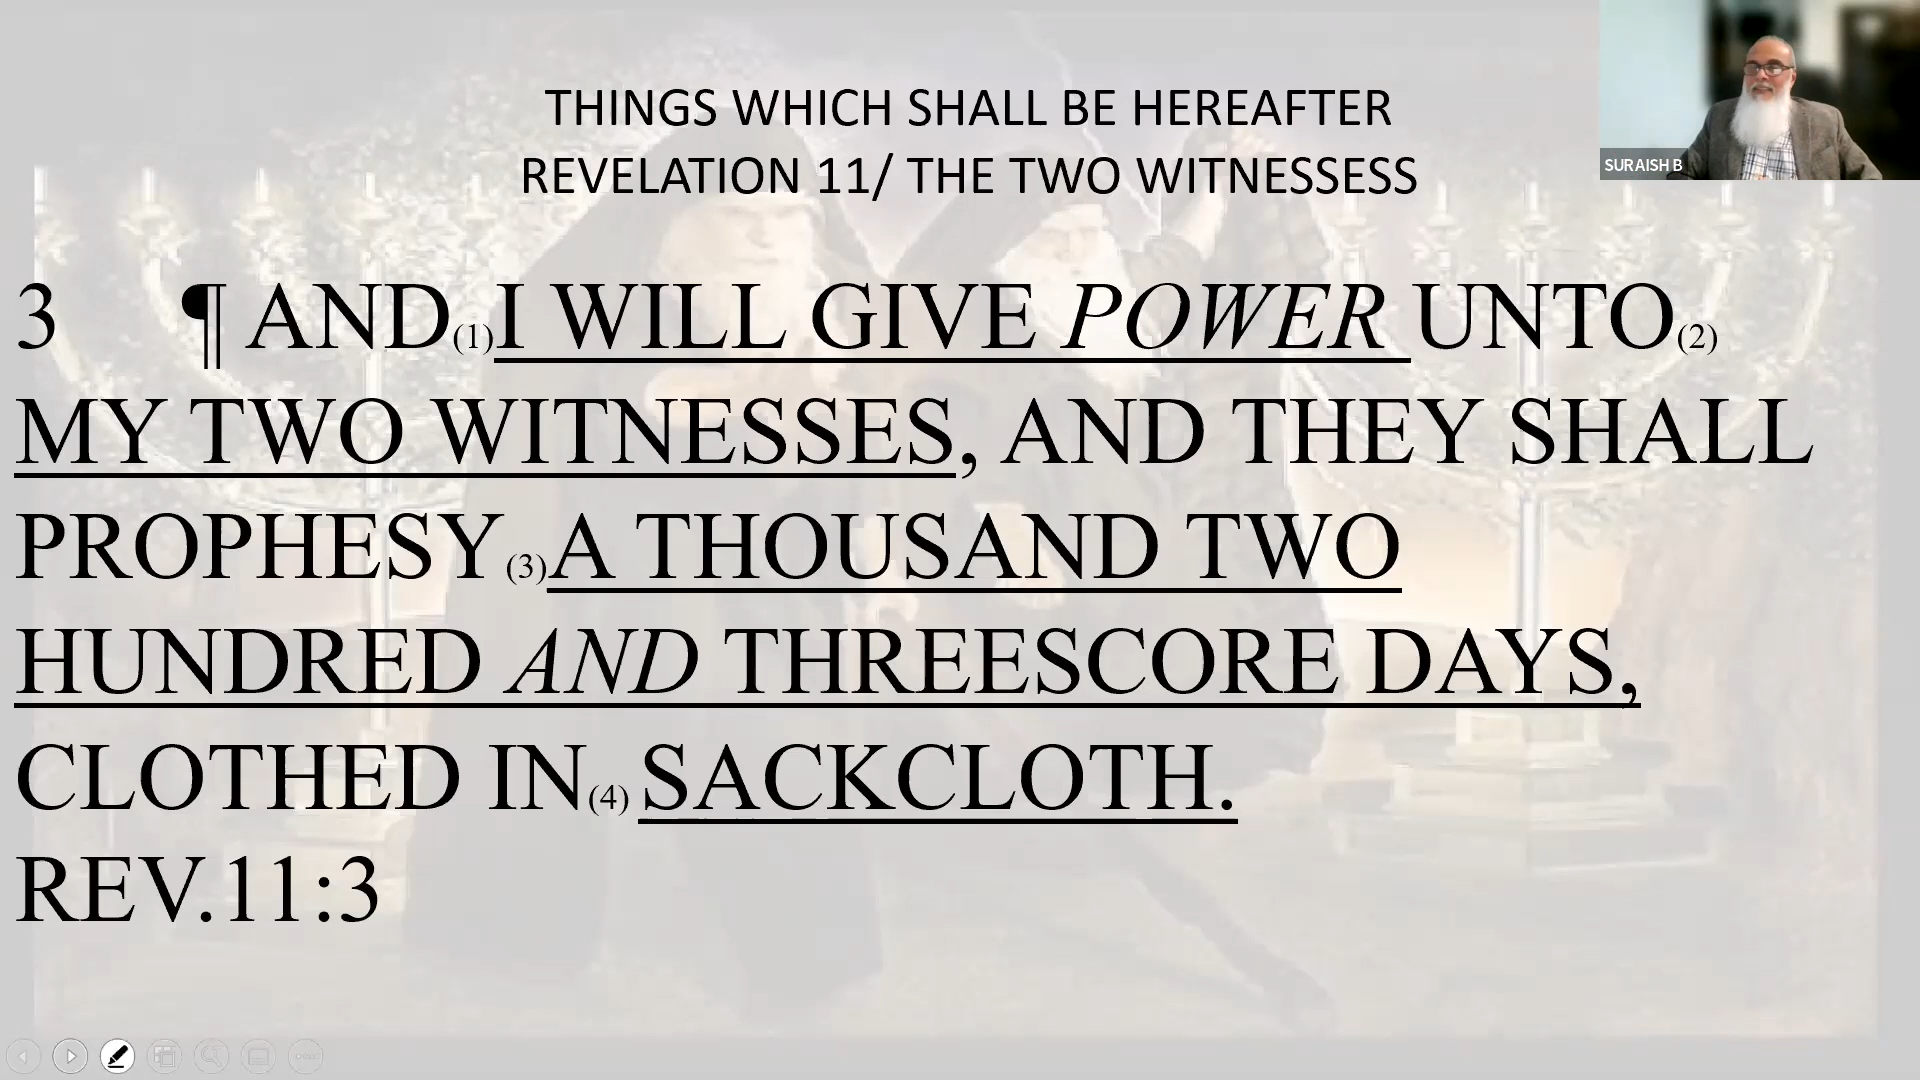 THINGS WHICH SHALL BE HEREAFTER
REVELATION 11/ THE TWO WITNESSESS
SURAISH B
3 ¶ AND(1)I WILL GIVE POWER UNTO(2)
MY TWO WITNESSES, AND THEY SHALL
PROPHESY(3)A THOUSAND TWO
HUNDRED AND THREESCORE DAYS,
CLOTHED IN(4) SACKCLOTH.
REV.11:3